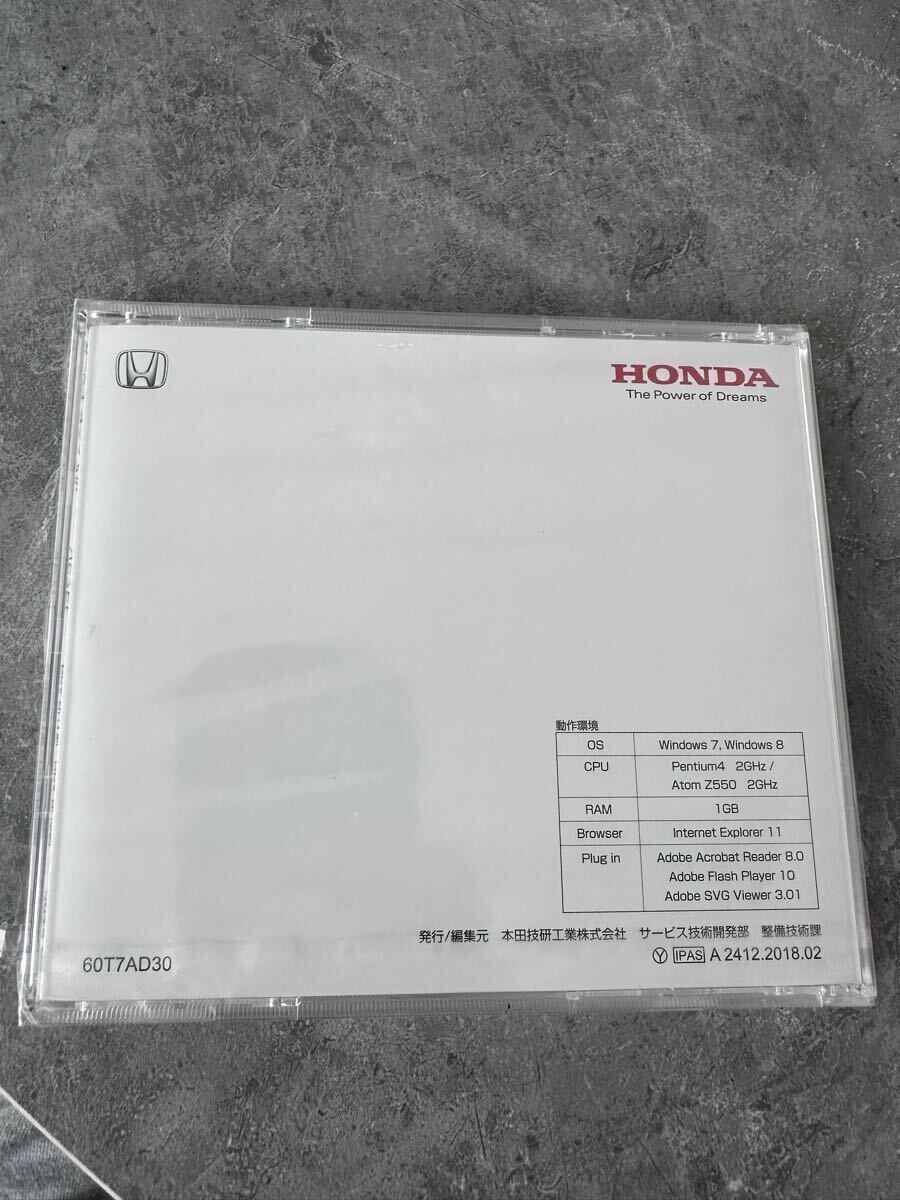 HONDA
The Power of Dreams
動作環境
OS Windows 7, Windows 8
CPU Pentium4 2GHz /
Atom Z550 2GHz
RAM 1GB
Browser Internet Explorer 11
Plug in Adobe Acrobat Reader 8.0
Adobe Flash Player 10
Adobe SVG Viewer 3.01
発行/編集元 本田技研工業株式会社 サービス技術開発部 整備技術課
60T7AD30
Ⓨ IPAS A 2412.2018.02